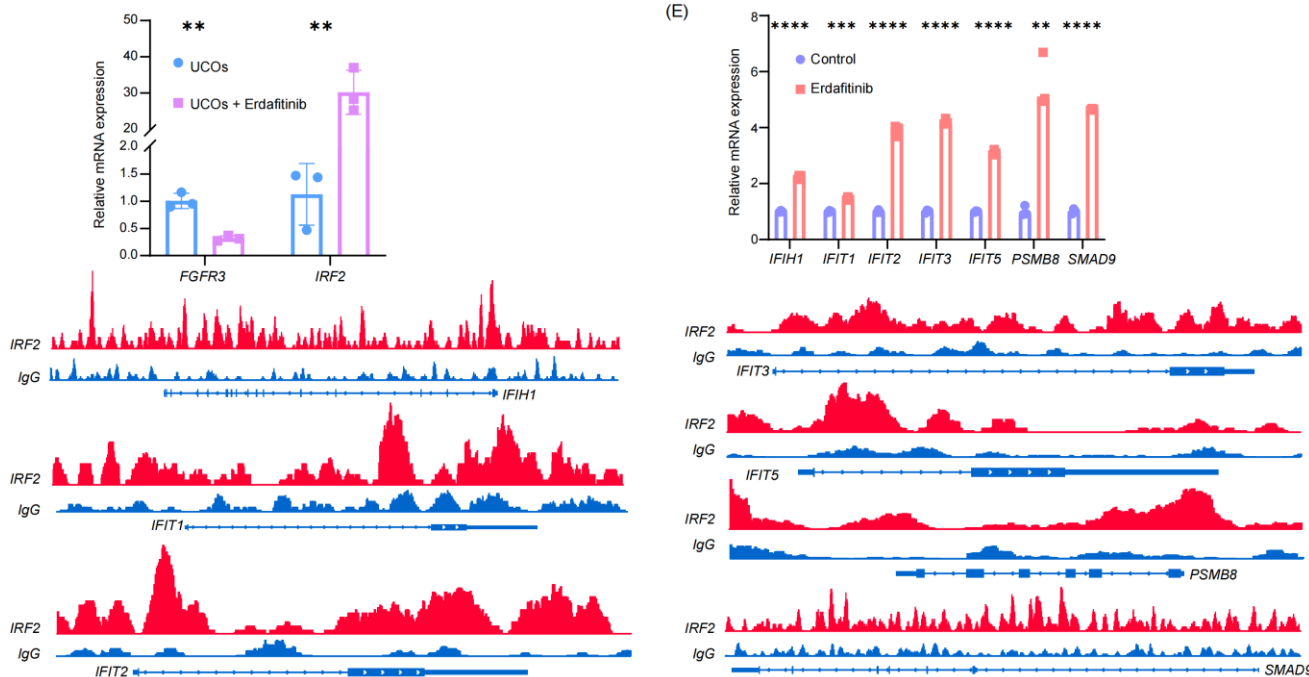 50
40
30
20
2.0
1.5
1.0
0.5
0.0
Relative mRNA expression
** **
UCOs
UCOs + Erdafitinib
FGFR3 IRF2
IRF2
IgG
IFIH1
IRF2
IgG
IFIT1
IRF2
IgG
IFIT2
(E)
8
6
4
2
0
Relative mRNA expression
**** *** **** **** **** ** ****
Control
Erdafitinib
IFIH1 IFIT1 IFIT2 IFIT3 IFIT5 PSMB8 SMAD9
IRF2
IgG
IFIT3
IRF2
IgG
IFIT5
IRF2
IgG
PSMB8
IRF2
IgG
SMAD9